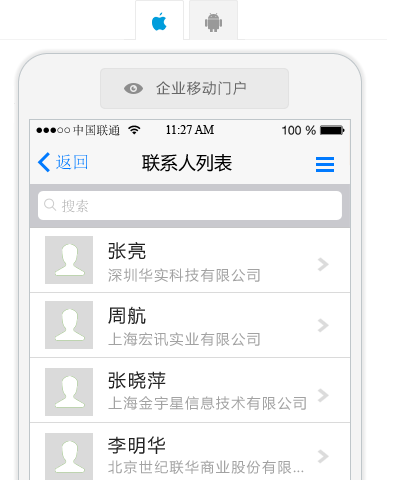 企业移动门户
中国联通 11:27 AM 100 %
返回 联系人列表
搜索
张亮
深圳华实科技有限公司
周航
上海宏讯实业有限公司
张晓萍
上海金宇星信息技术有限公司
李明华
北京世纪联华商业股份有限...